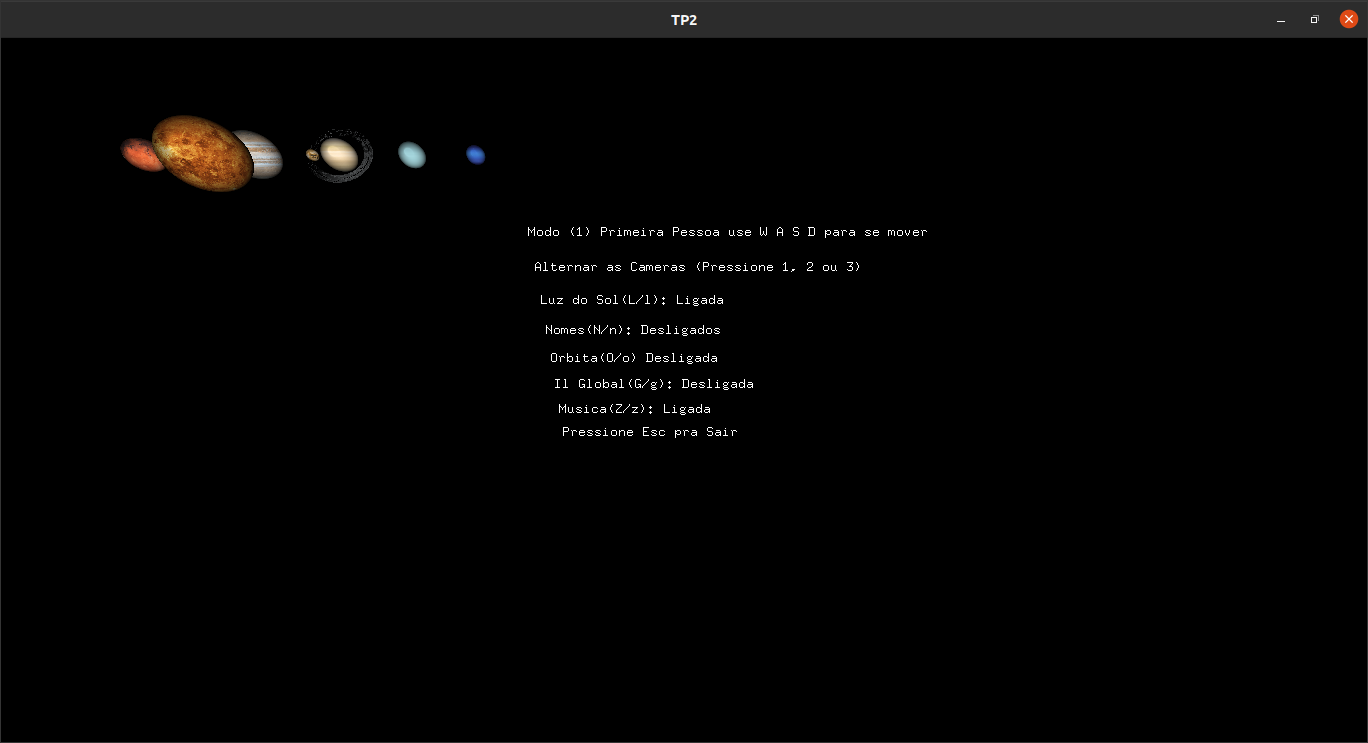 TP2
Modo (1) Primeira Pessoa use W A S D para se mover
Alternar as Cameras (Pressione 1, 2 ou 3)
Luz do Sol(L/l): Ligada
Nomes(N/n): Desligados
Orbita(O/o) Desligada
Il Global(G/g): Desligada
Musica(Z/z): Ligada
Pressione Esc pra Sair